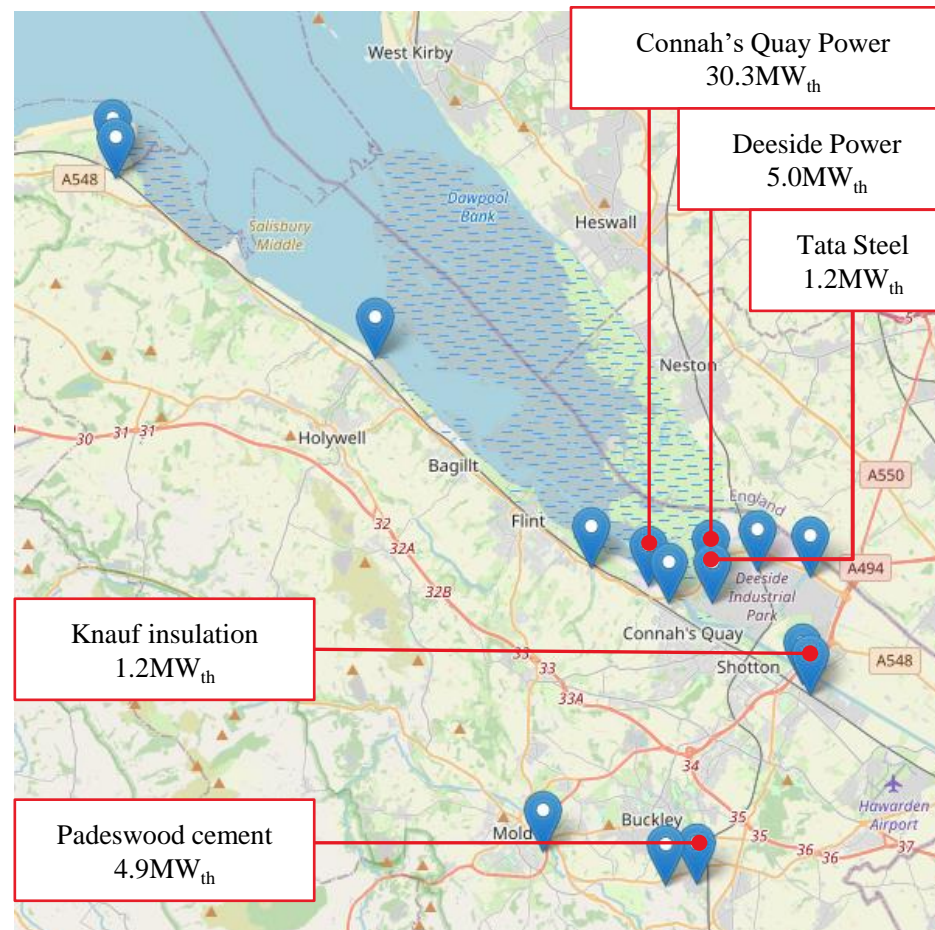 Connah's Quay Power
30.3MWth
Deeside Power
5.0MWth
Tata Steel
1.2MWth
West Kirby
A548
Salisbury
Middle
Dawpool
Bank
Heswall
Neston
Holywell
30
31
31
Bagillt
A550
Flint
32
England
32A
A494
Deeside
Industrial
Park
32B
Knauf insulation
1.2MWth
Connah's Quay
33
33
Shotton
A548
33A
34
Hawarden
Airport
Padeswood cement
4.9MWth
Mold
Buckley
35
35
36
36
37